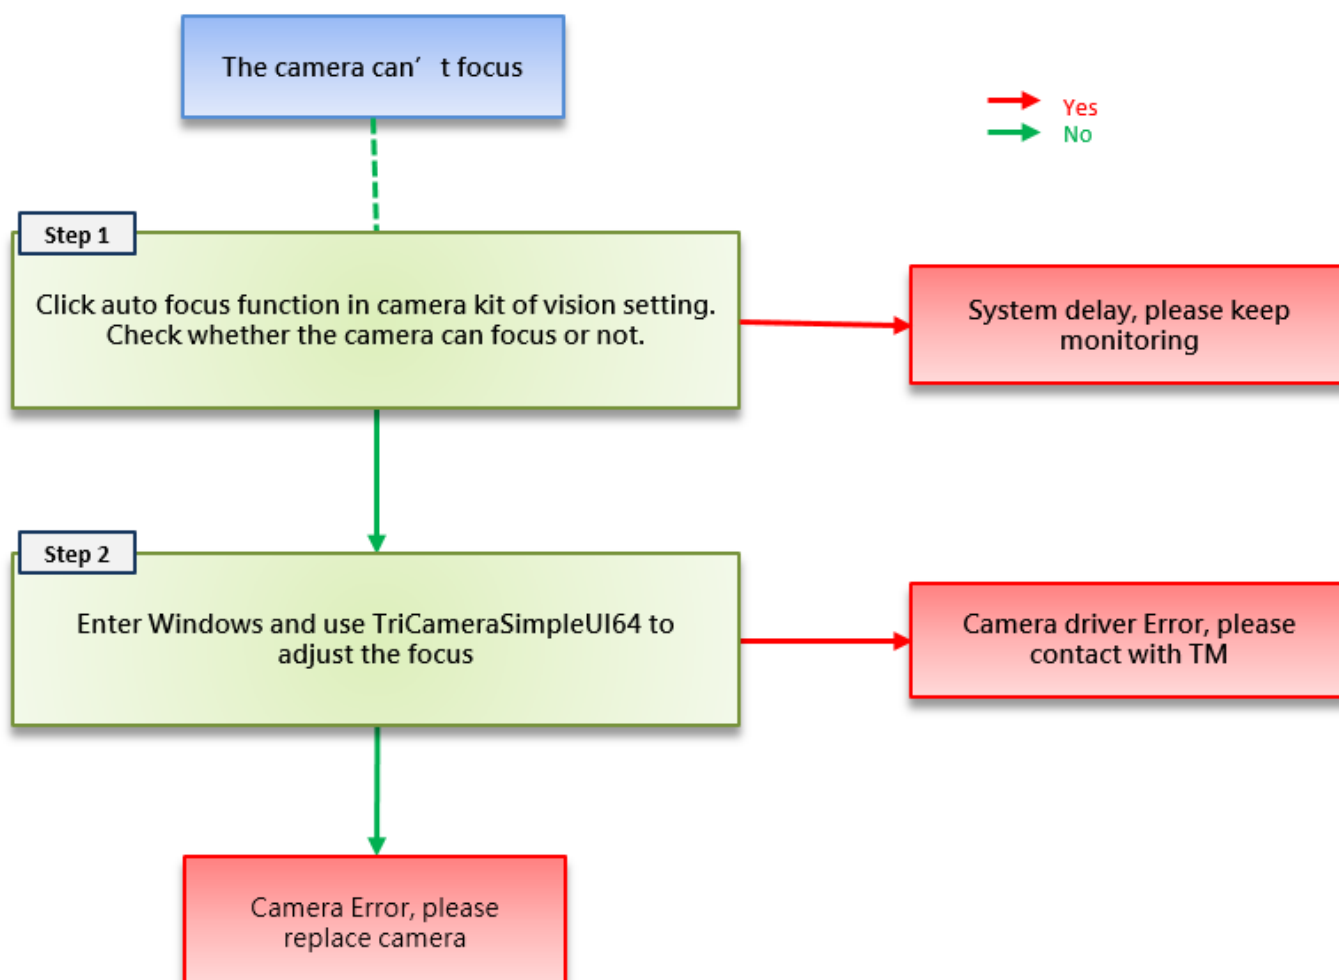 The camera can’ t focus
Yes
No
Step 1
Click auto focus function in camera kit of vision setting.
Check whether the camera can focus or not.
System delay, please keep
monitoring
Step 2
Enter Windows and use TriCameraSimpleUI64 to
adjust the focus
Camera driver Error, please
contact with TM
Camera Error, please
replace camera